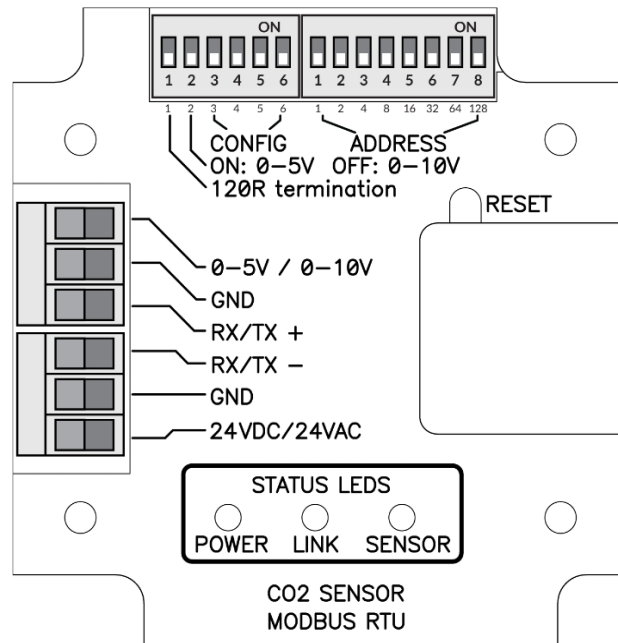 ON ON
1 2 3 4 5 6 1 2 3 4 5 6 7 8
1 2 3 4 5 6 1 2 4 8 16 32 64 128
CONFIG ADDRESS
ON: 0-5V OFF: 0-10V
120R termination
RESET
0-5V / 0-10V
GND
RX/TX +
RX/TX -
GND
24VDC/24VAC
STATUS LEDS
POWER LINK SENSOR
CO2 SENSOR
MODBUS RTU